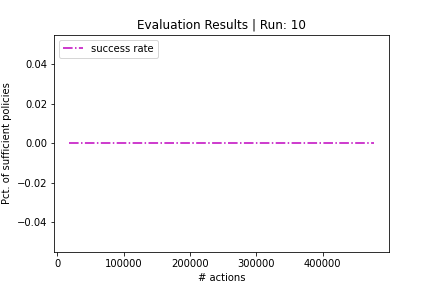 Evaluation Results | Run: 10
success rate
Pct. of sufficient policies
0.04
0.02
0.00
−0.02
−0.04
0
100000
200000
300000
400000
# actions